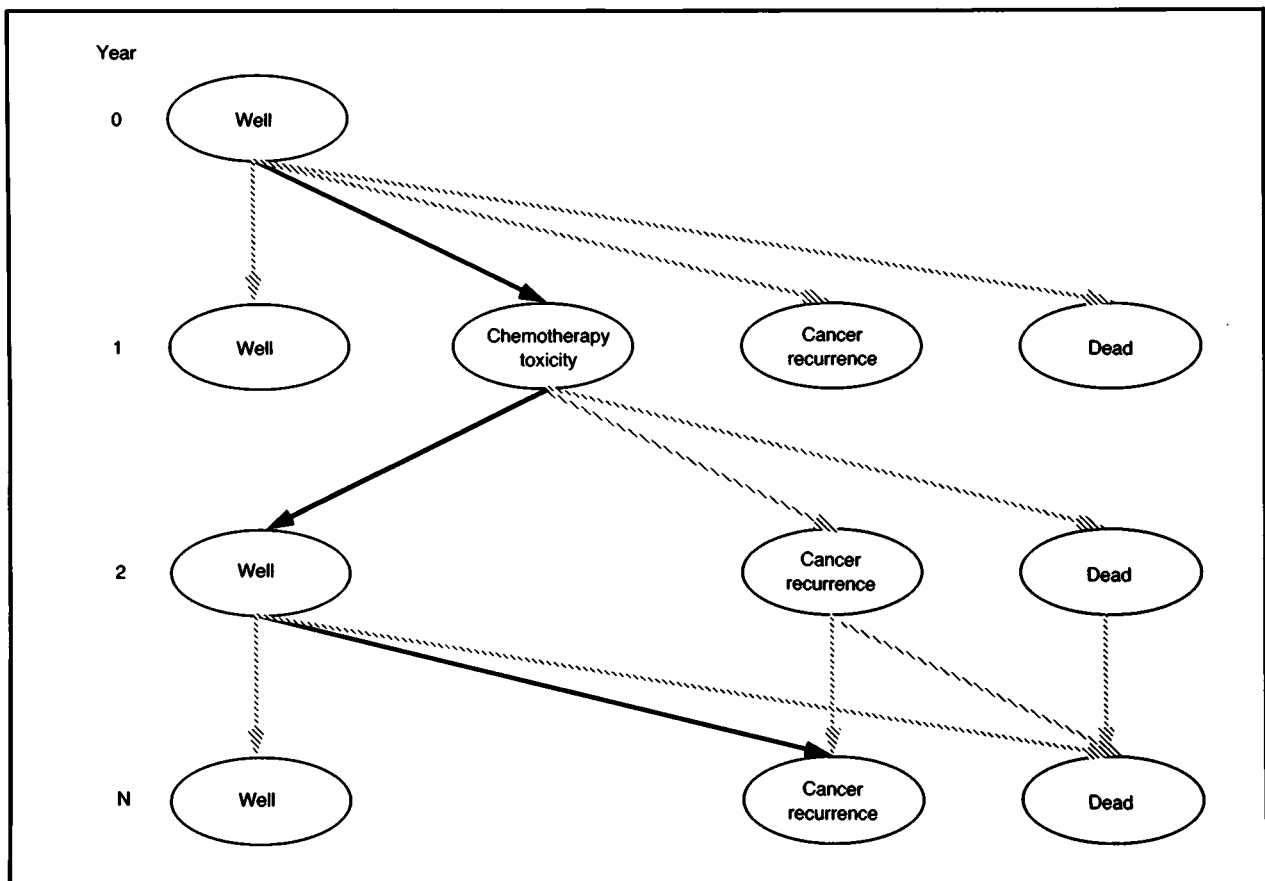 Year
0
Well
1
Well
Chemotherapy
toxicity
Cancer
recurrence
Dead
2
Well
Cancer
recurrence
Dead
N
Well
Cancer
recurrence
Dead